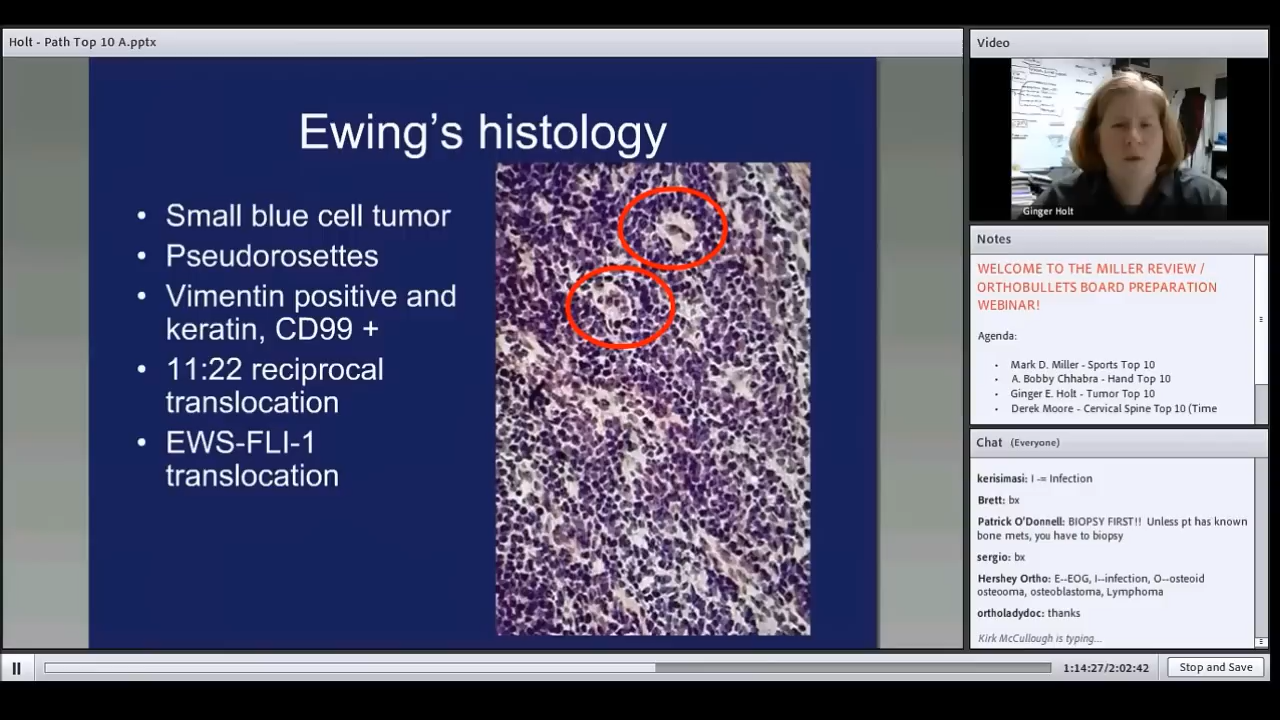 Holt - Path Top 10 A.pptx
Ewing's histology
• Small blue cell tumor
• Pseudorosettes
• Vimentin positive and
keratin, CD99 +
• 11:22 reciprocal
translocation
• EWS-FLI-1
translocation
Video
Ginger Holt
Notes
WELCOME TO THE MILLER REVIEW /
ORTHOBULLETS BOARD PREPARATION
WEBINAR!
Agenda:
• Mark D. Miller - Sports Top 10
• A. Bobby Chhabra - Hand Top 10
• Ginger E. Holt - Tumor Top 10
• Derek Moore - Cervical Spine Top 10 (Time
Chat (Everyone)
kerisimasi: I -= Infection
Brett: bx
Patrick O'Donnell: BIOPSY FIRST!! Unless pt has known
bone mets, you have to biopsy
sergio: bx
Hershey Ortho: E--EOG, I--infection, O--osteoid
osteooma, osteoblastoma, Lymphoma
ortholadydoc: thanks
Kirk McCullough is typing...
1:14:27/2:02:42
Stop and Save